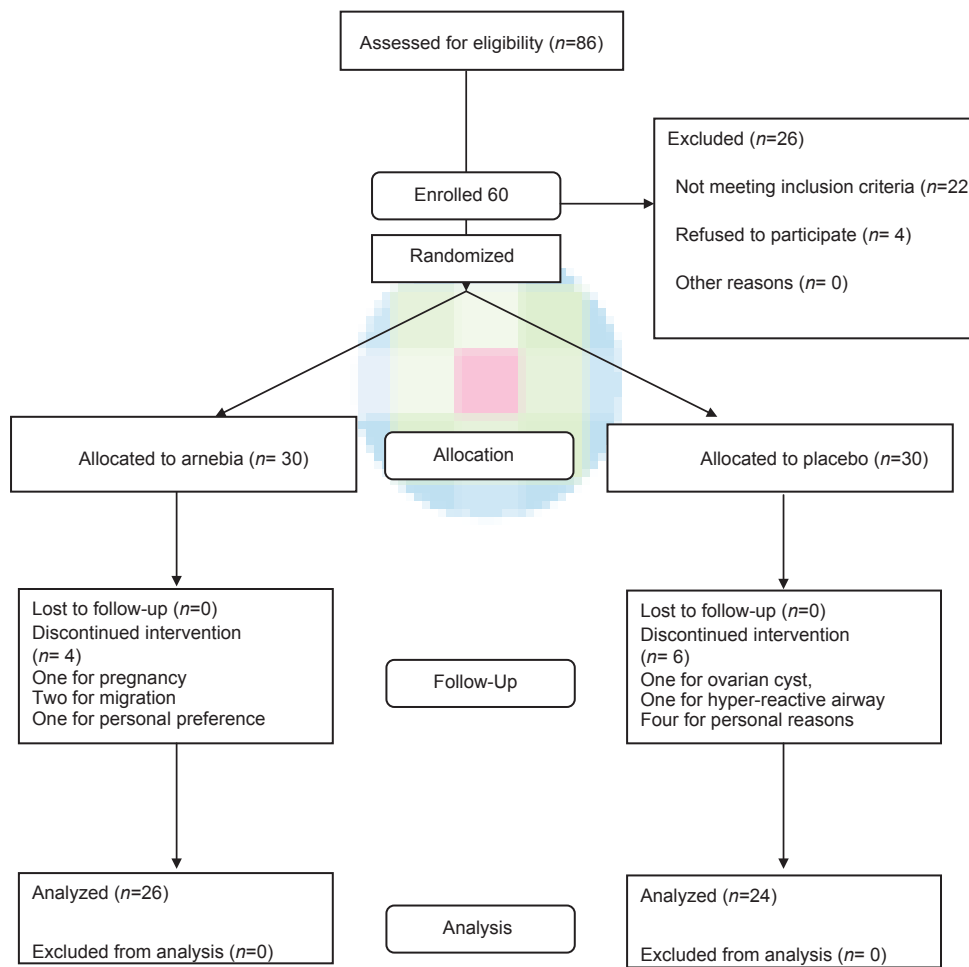 Assessed for eligibility (n=86)
Excluded (n=26)
Not meeting inclusion criteria (n=22
Refused to participate (n= 4)
Other reasons (n= 0)
Enrolled 60
Randomized
Allocated to arnebia (n= 30)
Allocation
Allocated to placebo (n=30)
Lost to follow-up (n=0)
Discontinued intervention
(n= 4)
One for pregnancy
Two for migration
One for personal preference
Follow-Up
Lost to follow-up (n=0)
Discontinued intervention
(n= 6)
One for ovarian cyst,
One for hyper-reactive airway
Four for personal reasons
Analyzed (n=26)
Excluded from analysis (n=0)
Analysis
Analyzed (n=24)
Excluded from analysis (n= 0)